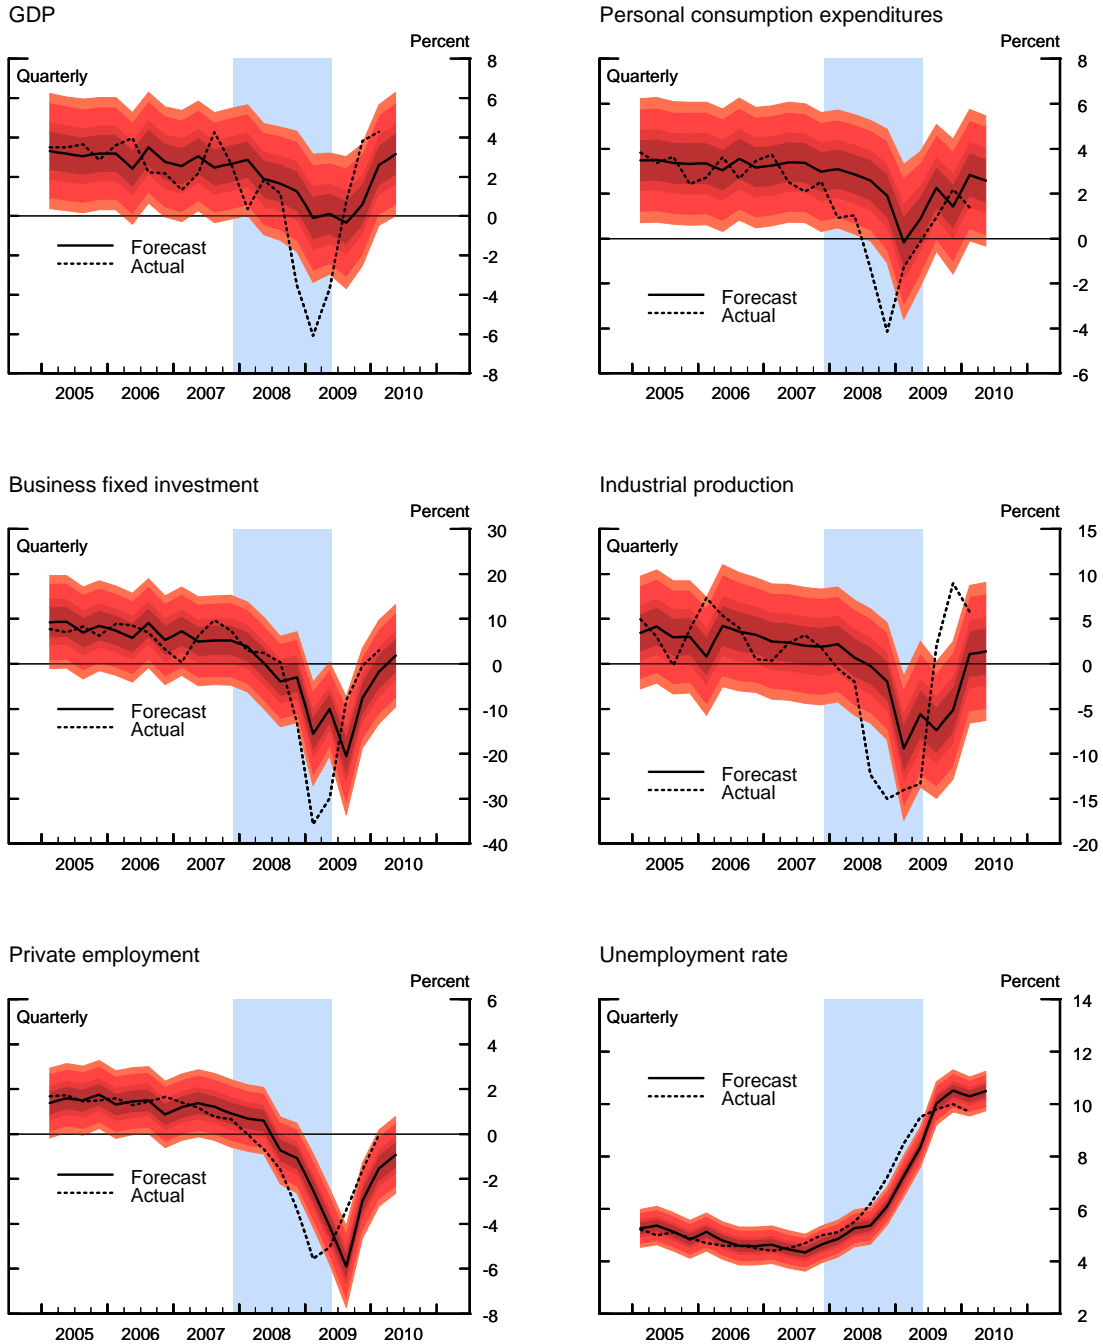 GDP
Percent
Quarterly
8
6
4
2
0
-2
-4
-6
-8
Forecast
Actual
2005 2006 2007 2008 2009 2010
Personal consumption expenditures
Percent
Quarterly
8
6
4
2
0
-2
-4
-6
Forecast
Actual
2005 2006 2007 2008 2009 2010
Business fixed investment
Percent
Quarterly
30
20
10
0
-10
-20
-30
-40
Forecast
Actual
2005 2006 2007 2008 2009 2010
Industrial production
Percent
Quarterly
15
10
5
0
-5
-10
-15
-20
Forecast
Actual
2005 2006 2007 2008 2009 2010
Private employment
Percent
Quarterly
6
4
2
0
-2
-4
-6
-8
Forecast
Actual
2005 2006 2007 2008 2009 2010
Unemployment rate
Percent
Quarterly
14
12
10
8
6
4
2
Forecast
Actual
2005 2006 2007 2008 2009 2010